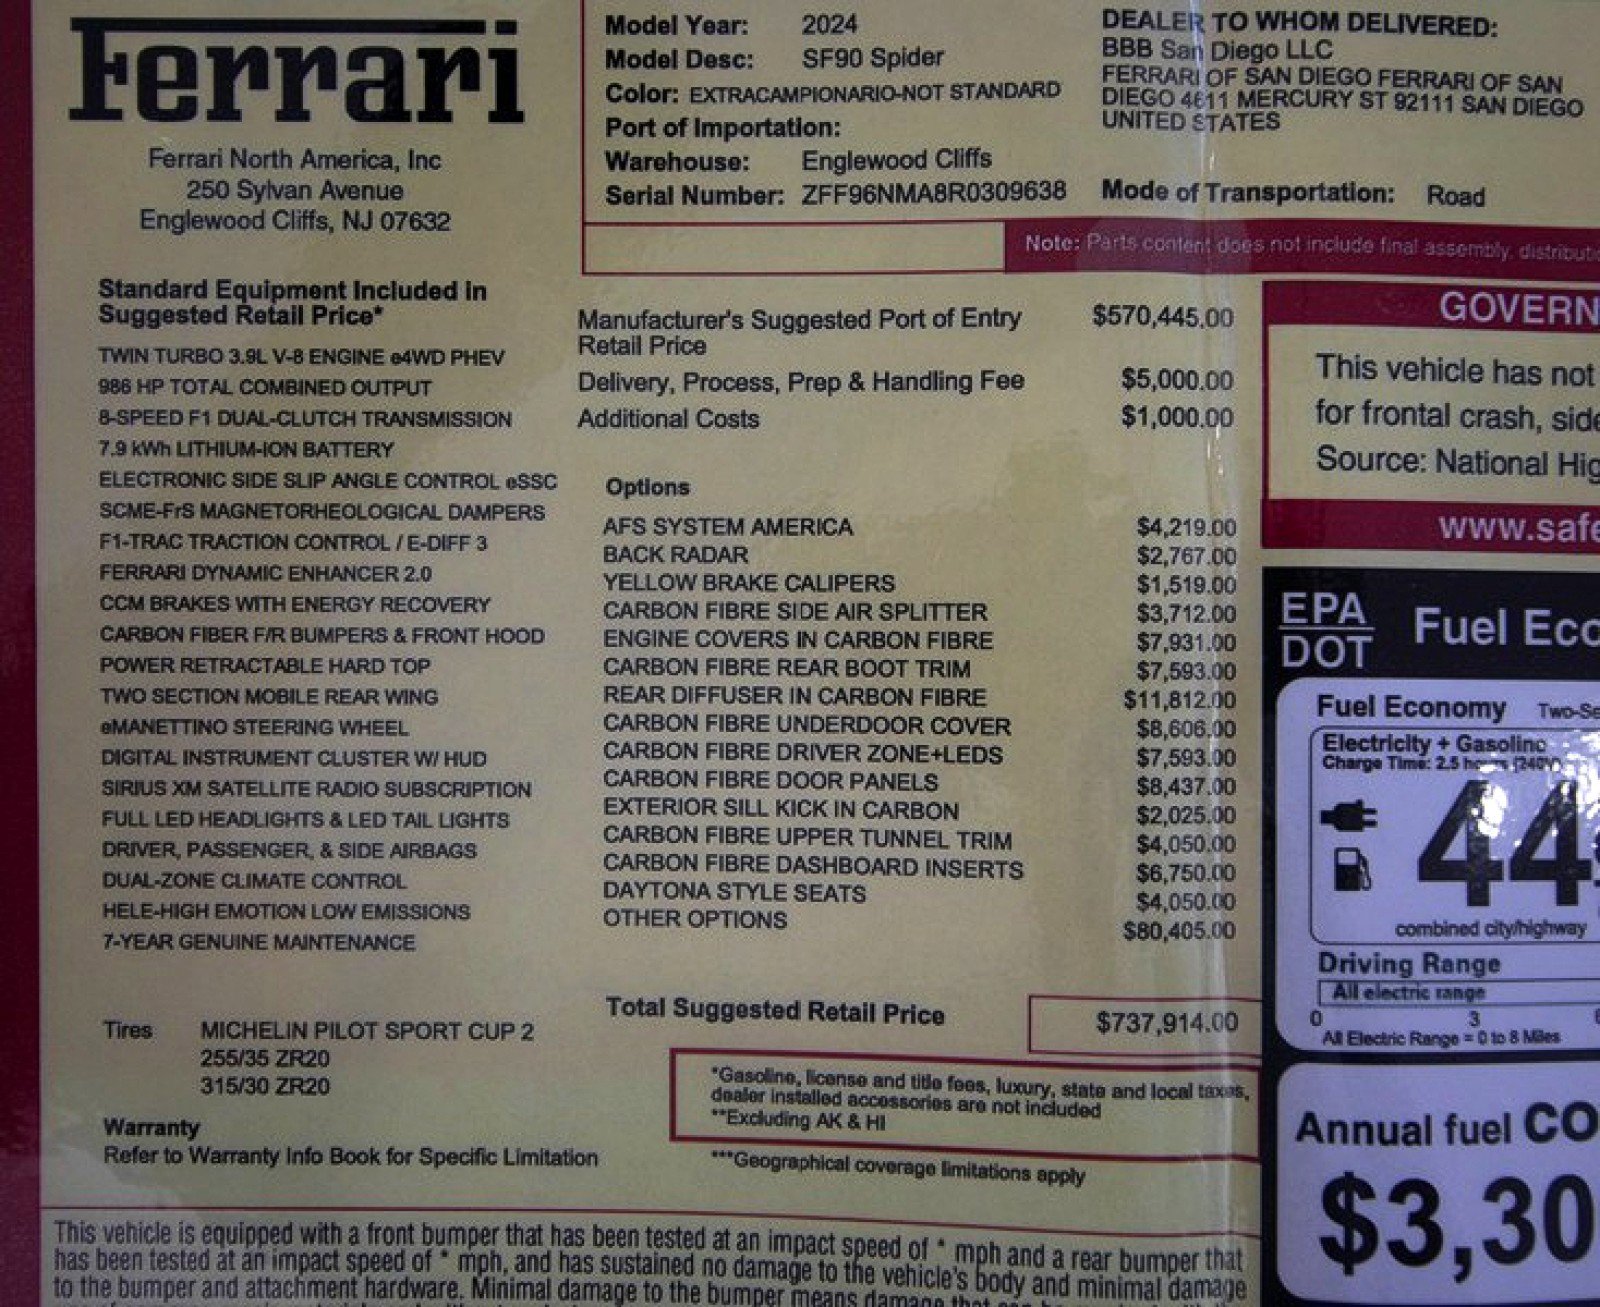 Ferrari
Ferrari North America, Inc
250 Sylvan Avenue
Englewood Cliffs, NJ 07632
Model Year: 2024
Model Desc: SF90 Spider
Color: EXTRACAMPIONARIO-NOT STANDARD
Port of Importation:
Warehouse: Englewood Cliffs
Serial Number: ZFF96NMA8R0309638
DEALER TO WHOM DELIVERED:
BBB San Diego LLC
FERRARI OF SAN DIEGO FERRARI OF SAN
DIEGO 4611 MERCURY ST 92111 SAN DIEGO
UNITED STATES
Mode of Transportation: Road
Note: Parts content does not include final assembly, distributi
Standard Equipment Included in
Suggested Retail Price*
TWIN TURBO 3.9L V-8 ENGINE e4WD PHEV
986 HP TOTAL COMBINED OUTPUT
8-SPEED F1 DUAL-CLUTCH TRANSMISSION
7.9 kWh LITHIUM-ION BATTERY
ELECTRONIC SIDE SLIP ANGLE CONTROL eSSC
SCME-FrS MAGNETORHEOLOGICAL DAMPERS
F1-TRAC TRACTION CONTROL / E-DIFF 3
FERRARI DYNAMIC ENHANCER 2.0
CCM BRAKES WITH ENERGY RECOVERY
CARBON FIBER F/R BUMPERS & FRONT HOOD
POWER RETRACTABLE HARD TOP
TWO SECTION MOBILE REAR WING
eMANETTINO STEERING WHEEL
DIGITAL INSTRUMENT CLUSTER W/ HUD
SIRIUS XM SATELLITE RADIO SUBSCRIPTION
FULL LED HEADLIGHTS & LED TAIL LIGHTS
DRIVER, PASSENGER, & SIDE AIRBAGS
DUAL-ZONE CLIMATE CONTROL
HELE-HIGH EMOTION LOW EMISSIONS
7-YEAR GENUINE MAINTENANCE
Tires MICHELIN PILOT SPORT CUP 2
255/35 ZR20
315/30 ZR20
Warranty
Refer to Warranty Info Book for Specific Limitation
Manufacturer's Suggested Port of Entry $570,445.00
Retail Price
Delivery, Process, Prep & Handling Fee $5,000.00
Additional Costs $1,000.00
Options
AFS SYSTEM AMERICA $4,219.00
BACK RADAR $2,767.00
YELLOW BRAKE CALIPERS $1,519.00
CARBON FIBRE SIDE AIR SPLITTER $3,712.00
ENGINE COVERS IN CARBON FIBRE $7,931.00
CARBON FIBRE REAR BOOT TRIM $7,593.00
REAR DIFFUSER IN CARBON FIBRE $11,812.00
CARBON FIBRE UNDERDOOR COVER $8,606.00
CARBON FIBRE DRIVER ZONE+LEDS $7,593.00
CARBON FIBRE DOOR PANELS $8,437.00
EXTERIOR SILL KICK IN CARBON $2,025.00
CARBON FIBRE UPPER TUNNEL TRIM $4,050.00
CARBON FIBRE DASHBOARD INSERTS $6,750.00
DAYTONA STYLE SEATS $4,050.00
OTHER OPTIONS $80,405.00
Total Suggested Retail Price $737,914.00
*Gasoline, license and title fees, luxury, state and local taxes,
dealer installed accessories are not included
**Excluding AK & HI
***Geographical coverage limitations apply
GOVERN
This vehicle has not
for frontal crash, side
Source: National Hig
www.safe
EPA
DOT
Fuel Eco
Fuel Economy Two-Se
Electricity + Gasoline
Charge Time: 2.5 hours (240V)
44
combined city/highway
Driving Range
All electric range
0 3
All Electric Range = 0 to 8 Miles
Annual fuel CO
$3,30
This vehicle is equipped with a front bumper that has been tested at an impact speed of * mph and a rear bumper that
has been tested at an impact speed of * mph, and has sustained no damage to the vehicle's body and minimal damage
to the bumper and attachment hardware. Minimal damage to the bumper means damage that can be